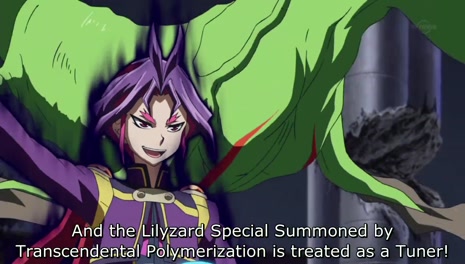 And the Lilyzard Special Summoned by
Transcendental Polymerization is treated as a Tuner!